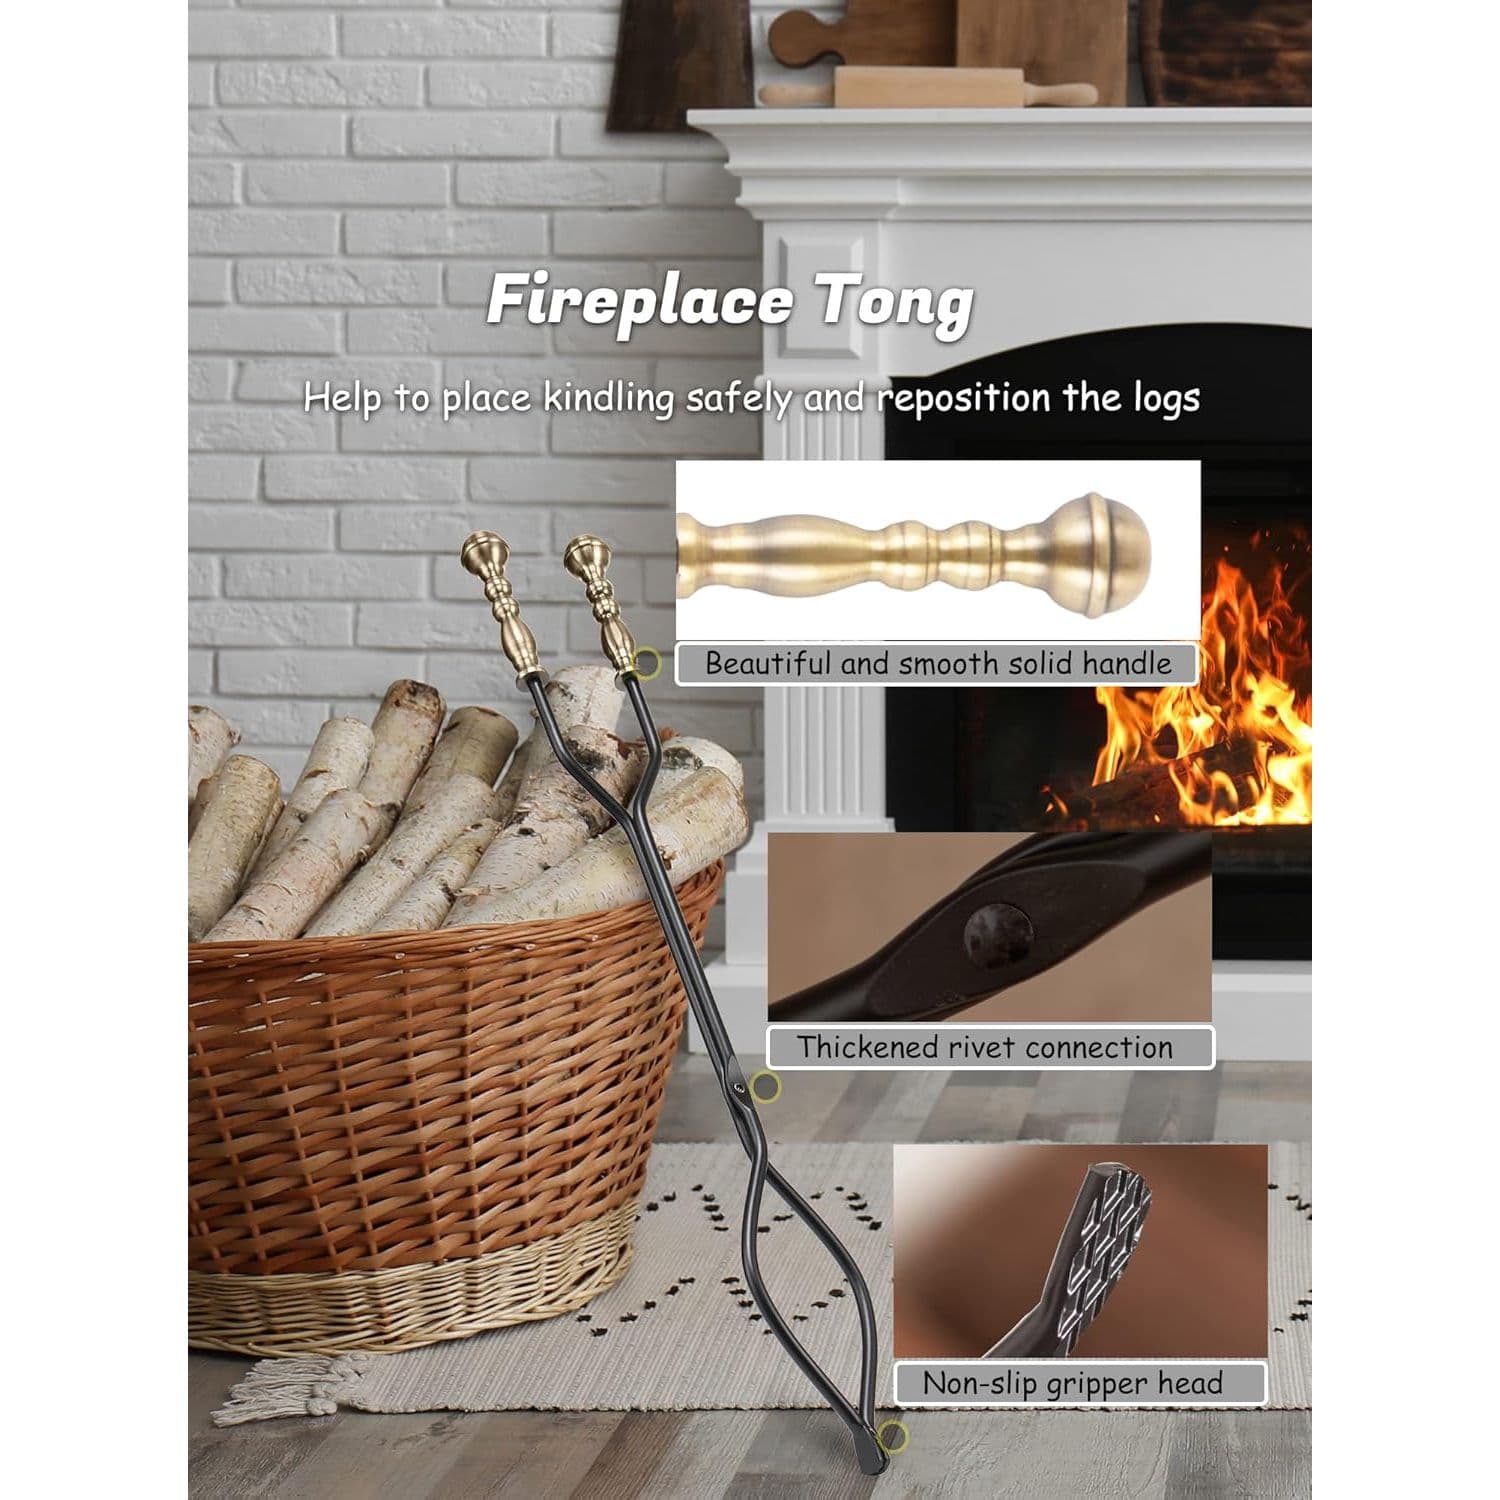 Fireplace Tong
Help to place kindling safely and reposition the logs
Beautiful and smooth solid handle
Thickened rivet connection
Non-slip gripper head